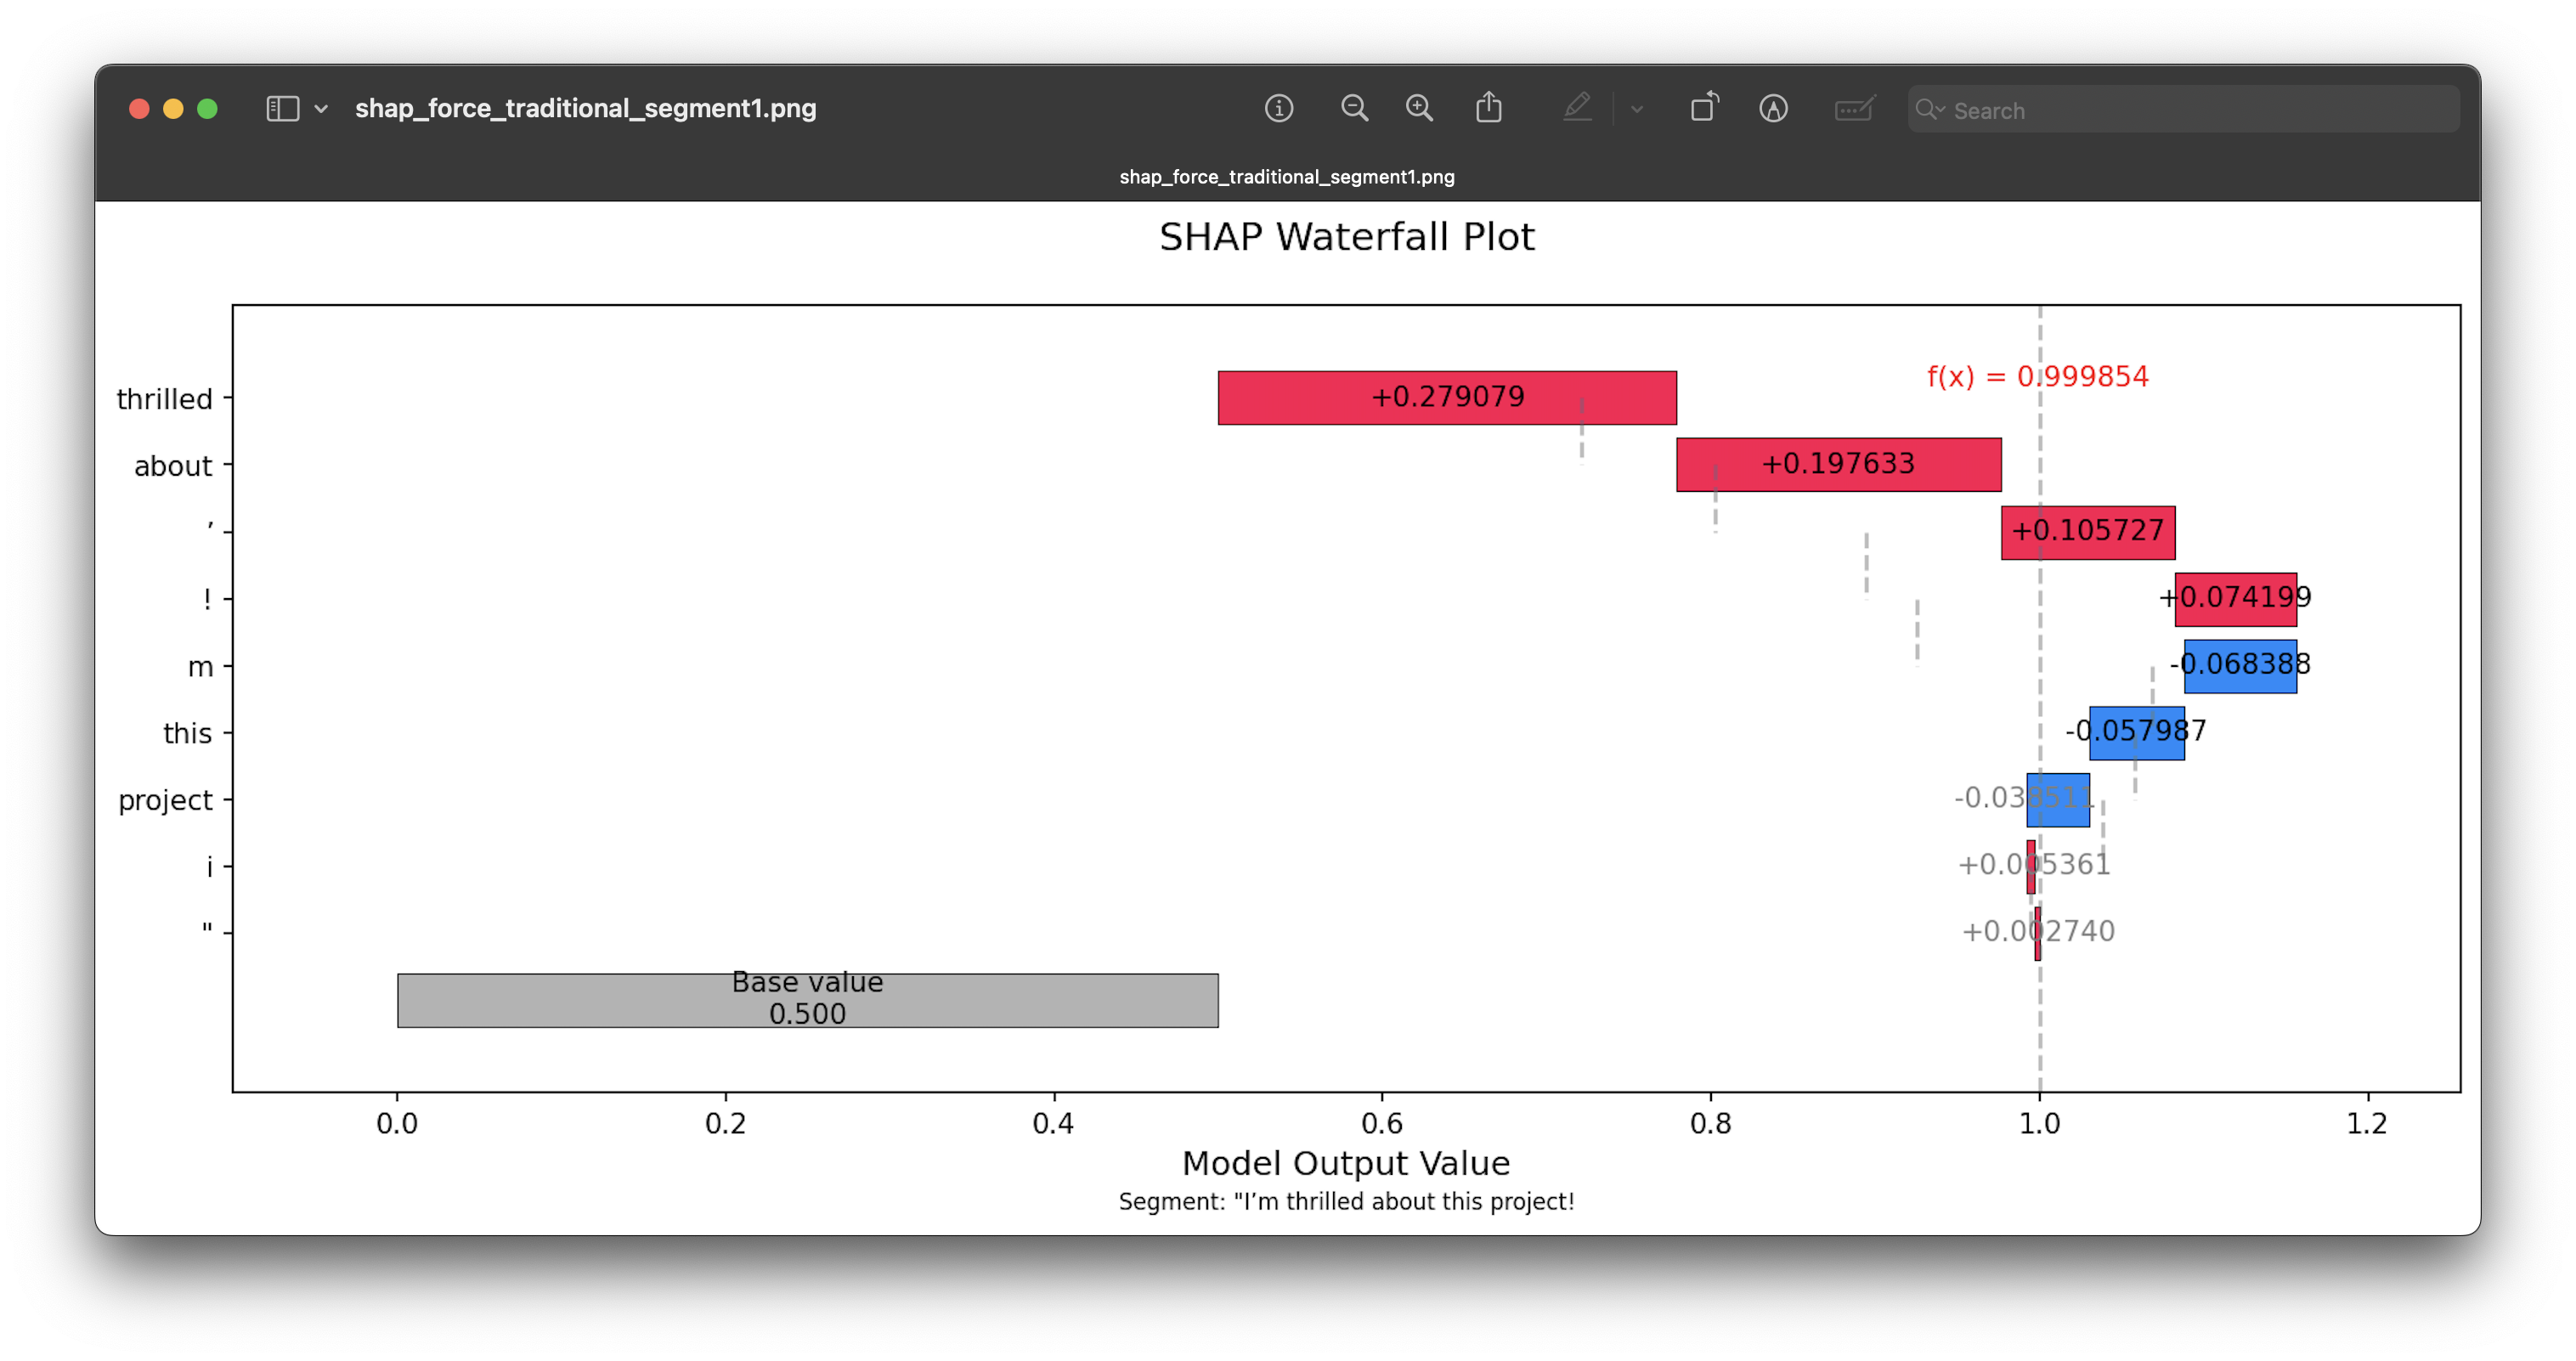 shap_force_traditional_segment1.png
Search
shap_force_traditional_segment1.png
SHAP Waterfall Plot
f(x) = 0.999854
thrilled +0.279079
about +0.197633
’ +0.105727
! +0.074199
m -0.068388
this -0.057987
project -0.038511
i +0.005361
" +0.002740
Base value
0.500
0.0 0.2 0.4 0.6 0.8 1.0 1.2
Model Output Value
Segment: "I’m thrilled about this project!